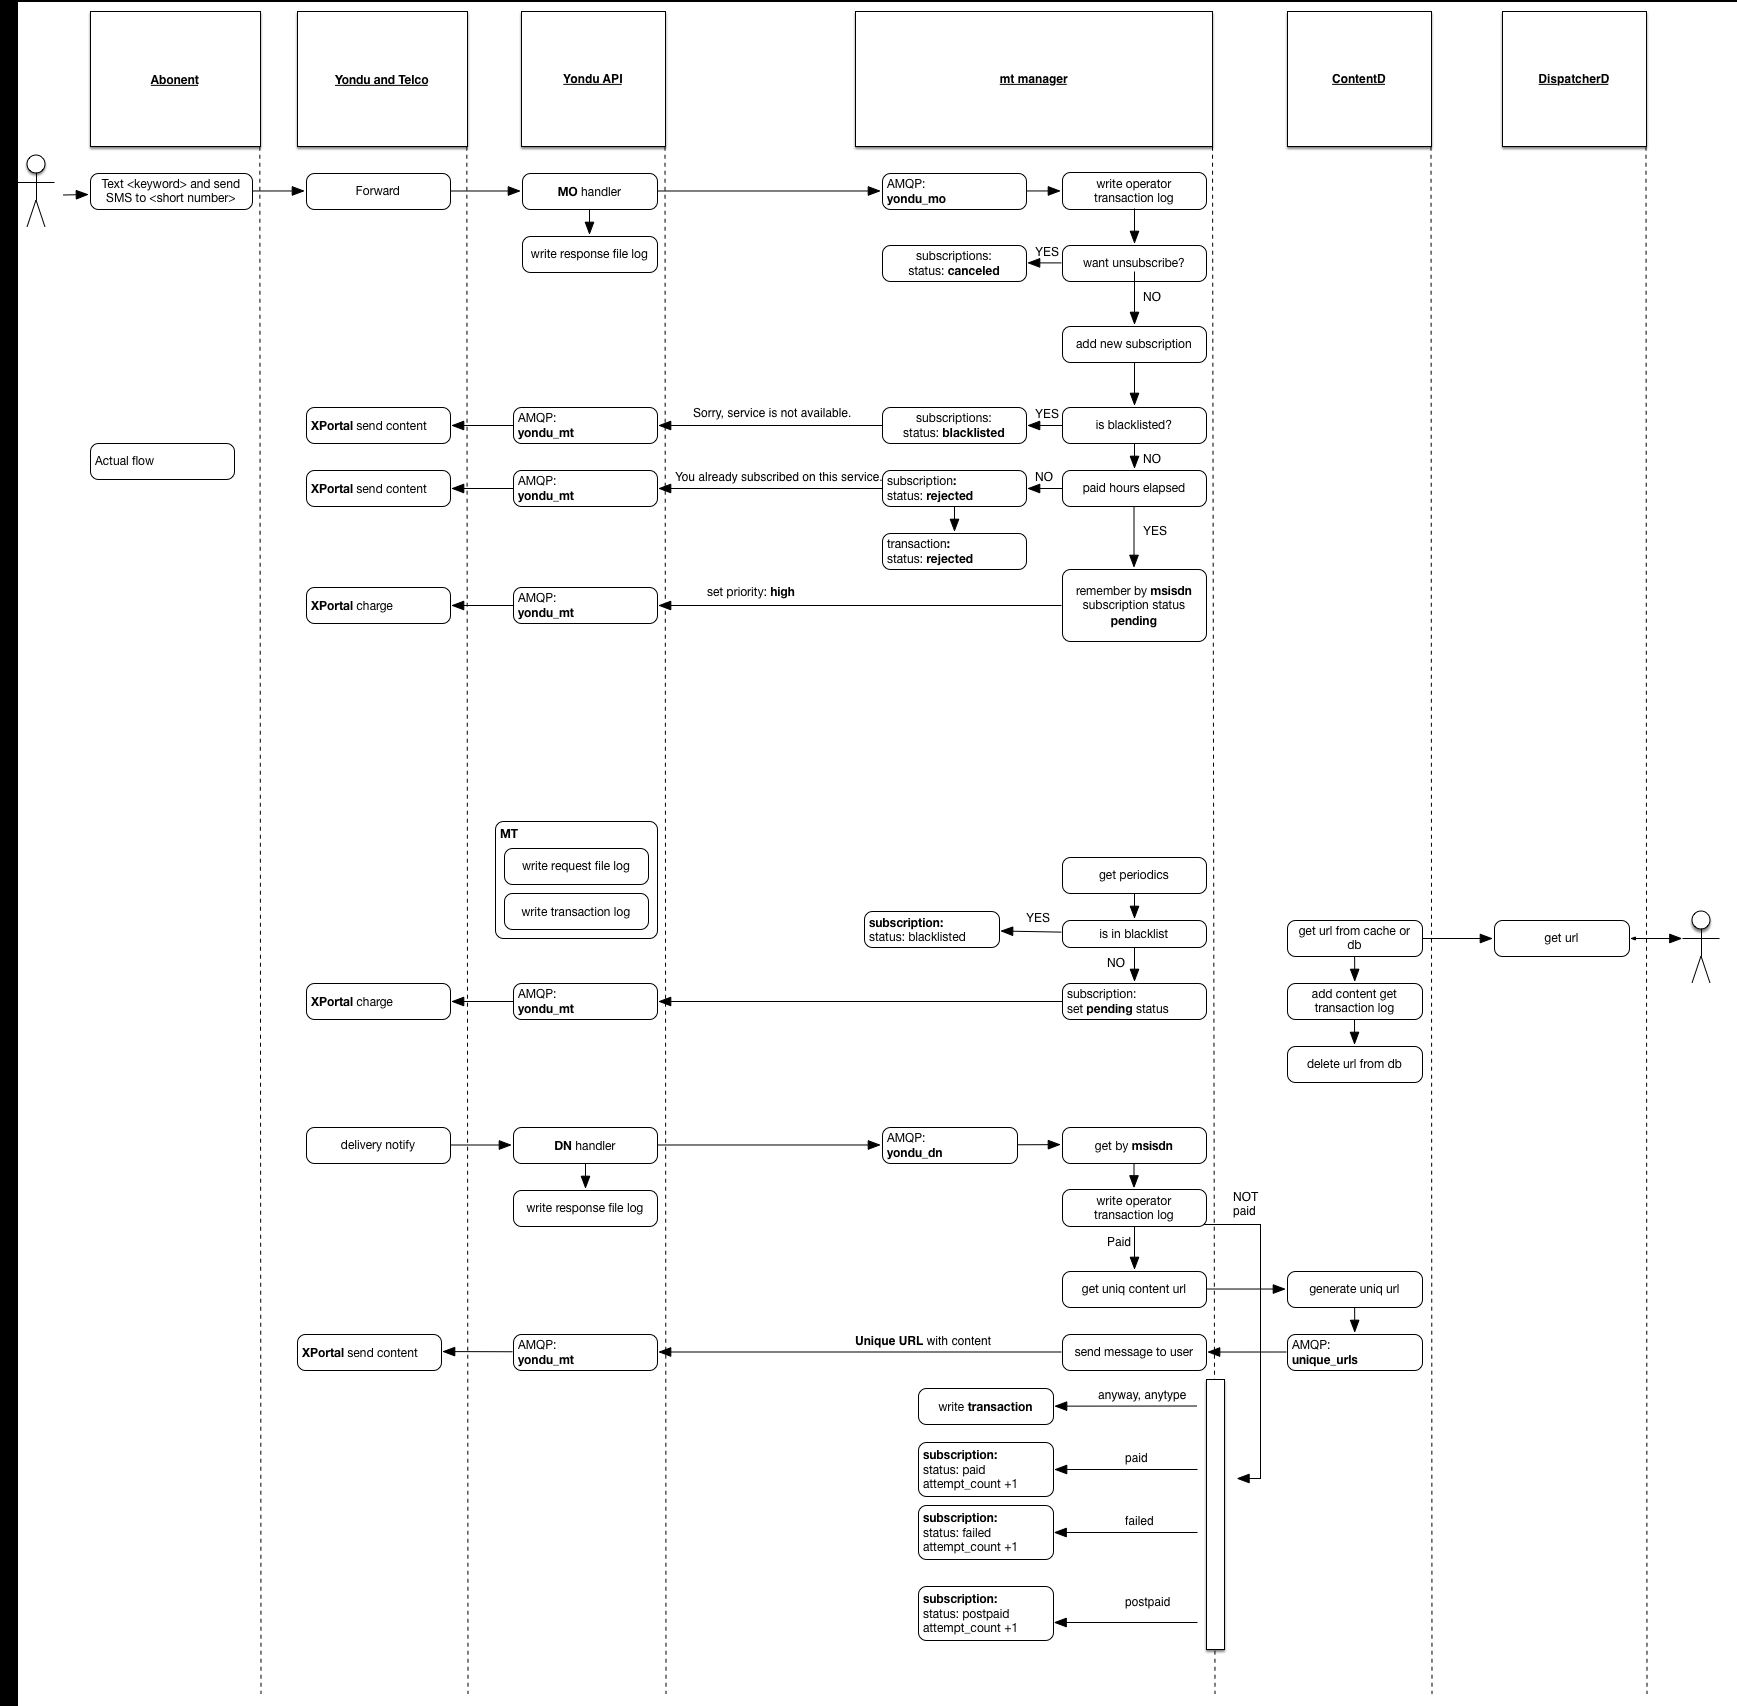 Abonent
Yondu and Telco
Yondu API
mt manager
ContentD
DispatcherD
Text <keyword> and send
SMS to <short number>
Forward
MO handler
AMQP:
yondu_mo
write operator
transaction log
write response file log
subscriptions:
status: canceled
YES
want unsubscribe?
NO
add new subscription
XPortal send content
AMQP:
yondu_mt
Sorry, service is not available.
subscriptions:
status: blacklisted
YES
is blacklisted?
NO
Actual flow
XPortal send content
AMQP:
yondu_mt
You already subscribed on this service.
subscription:
status: rejected
NO
paid hours elapsed
YES
transaction:
status: rejected
XPortal charge
AMQP:
yondu_mt
set priority: high
remember by msisdn
subscription status
pending
MT
write request file log
write transaction log
get periodics
subscription:
status: blacklisted
YES
is in blacklist
NO
get url from cache or
db
get url
XPortal charge
AMQP:
yondu_mt
subscription:
set pending status
add content get
transaction log
delete url from db
delivery notify
DN handler
AMQP:
yondu_dn
get by msisdn
write response file log
write operator
transaction log
NOT
paid
Paid
get uniq content url
generate uniq url
XPortal send content
AMQP:
yondu_mt
Unique URL with content
send message to user
AMQP:
unique_urls
write transaction
anyway, anytype
subscription:
status: paid
attempt_count +1
paid
subscription:
status: failed
attempt_count +1
failed
subscription:
status: postpaid
attempt_count +1
postpaid